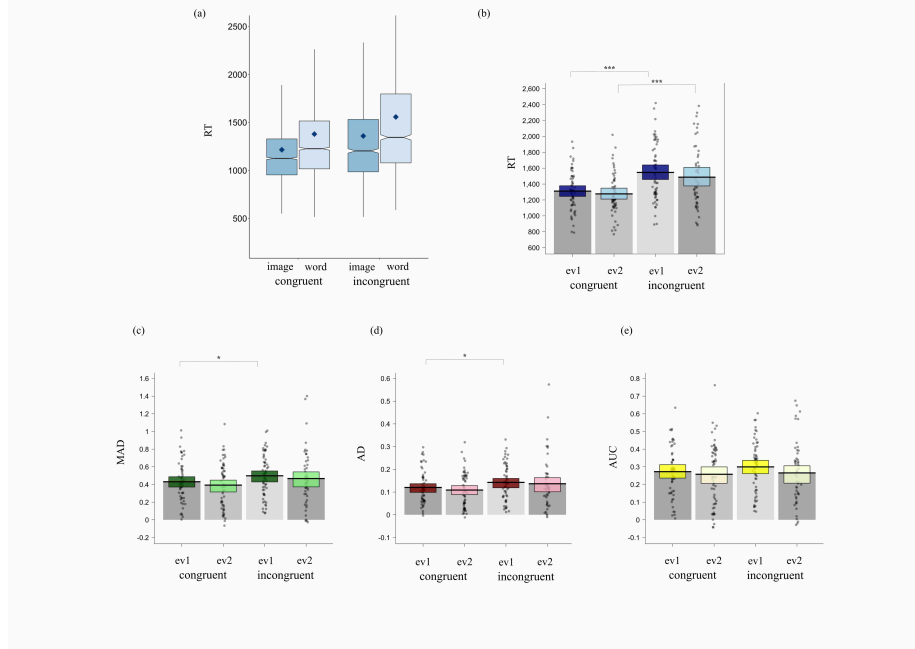 (a)
RT
2500
2000
1500
1000
500
image word image word
congruent incongruent
(b)
***
***
RT
2,600
2,400
2,200
2,000
1,800
1,600
1,400
1,200
1,000
800
600
ev1 ev2 ev1 ev2
congruent incongruent
(c)
*
MAD
1.6
1.4
1.2
1
0.8
0.6
0.4
0.2
0
-0.2
ev1 ev2 ev1 ev2
congruent incongruent
(d)
*
AD
0.6
0.5
0.4
0.3
0.2
0.1
0
-0.1
ev1 ev2 ev1 ev2
congruent incongruent
(e)
AUC
0.8
0.7
0.6
0.5
0.4
0.3
0.2
0.1
0
-0.1
ev1 ev2 ev1 ev2
congruent incongruent